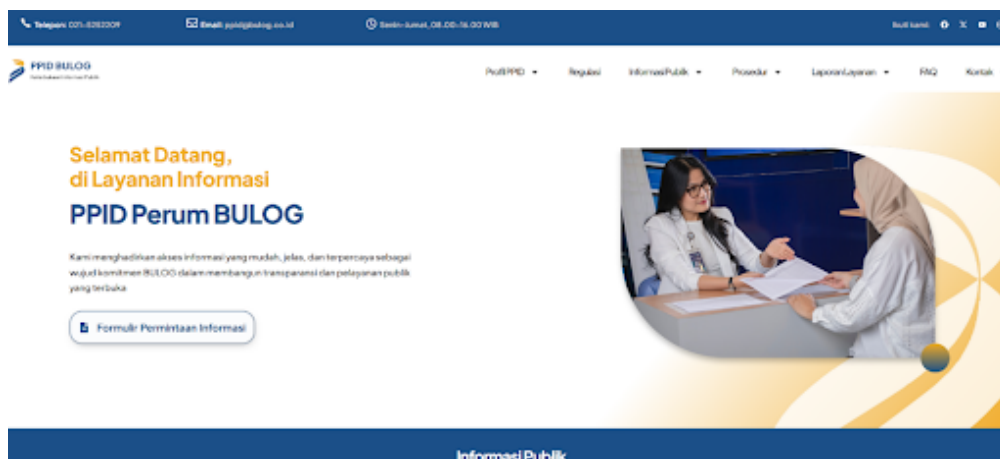 Telepon: 021-5252209
Email: ppid@bulog.co.id
Senin-Jumat, 08.00-16.00 WIB
Ikuti kami:
PPID BULOG
Profil PPID
Regulasi
Informasi Publik
Prosedur
Laporan Layanan
FAQ
Kontak
Selamat Datang,
di Layanan Informasi
PPID Perum BULOG
Kami menghadirkan akses informasi yang mudah, jelas, dan terpercaya sebagai
wujud komitmen BULOG dalam membangun transparansi dan pelayanan publik
yang terbuka
Formulir Permintaan Informasi
Informasi Publik